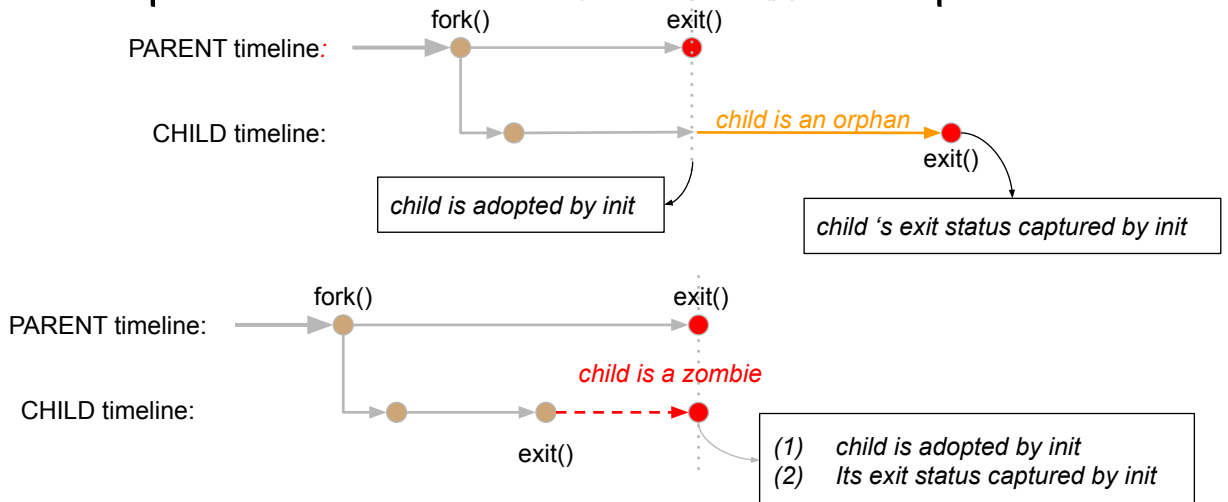 fork()
exit()
PARENT timeline:
CHILD timeline:
child is an orphan
exit()
child is adopted by init
child ‘s exit status captured by init
fork()
exit()
PARENT timeline:
child is a zombie
CHILD timeline:
exit()
(1) child is adopted by init
(2) Its exit status captured by init